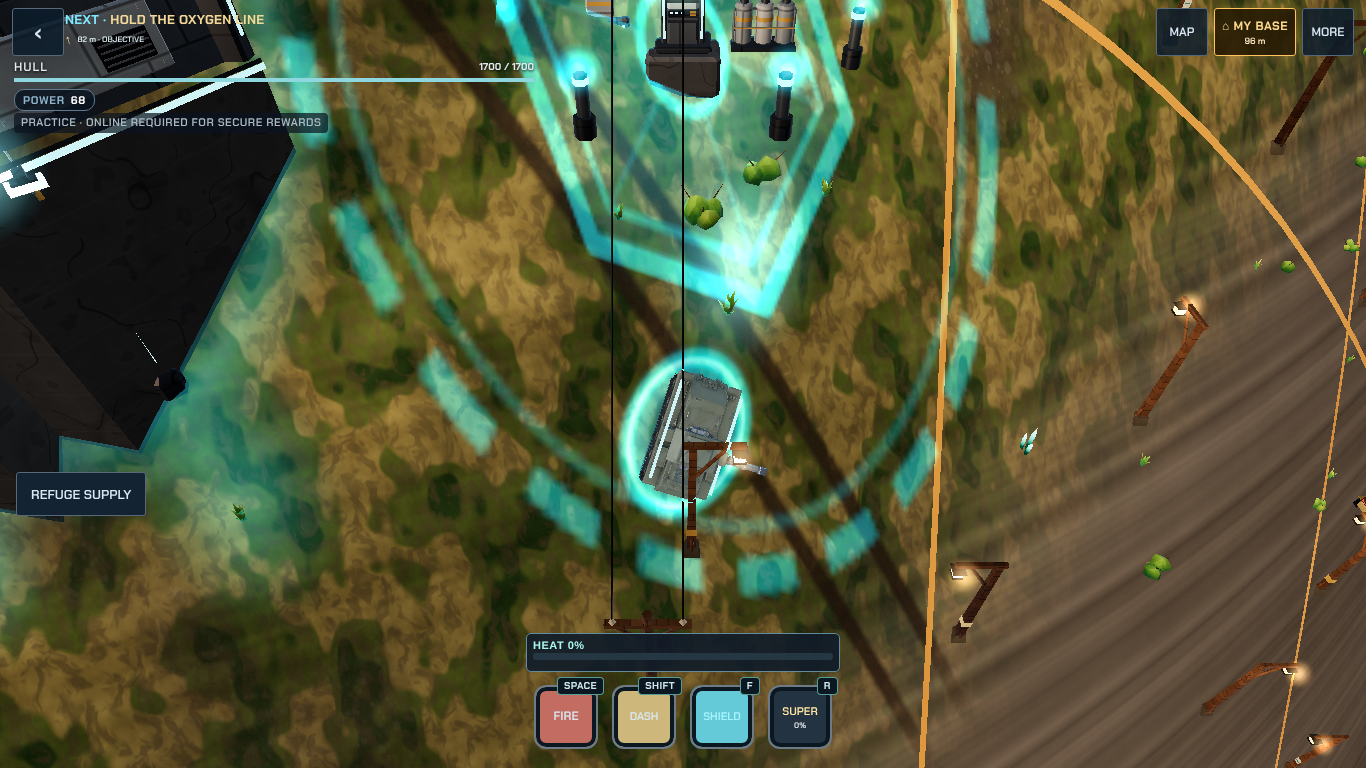 NEXT · HOLD THE OXYGEN LINE
82 m · OBJECTIVE
HULL
1700 / 1700
POWER 68
PRACTICE · ONLINE REQUIRED FOR SECURE REWARDS
MAP
⌂ MY BASE
96 m
MORE
REFUGE SUPPLY
HEAT 0%
SPACE
FIRE
SHIFT
DASH
F
SHIELD
R
SUPER
0%